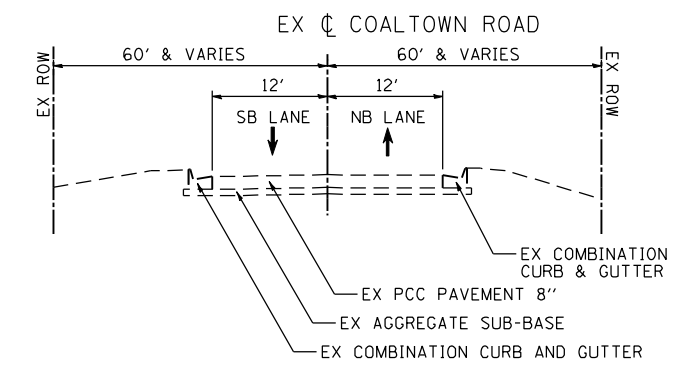 EX ℄ COALTOWN ROAD
60' & VARIES
60' & VARIES
EX ROW
EX ROW
12'
12'
SB LANE
NB LANE
EX COMBINATION
CURB & GUTTER
EX PCC PAVEMENT 8''
EX AGGREGATE SUB-BASE
EX COMBINATION CURB AND GUTTER